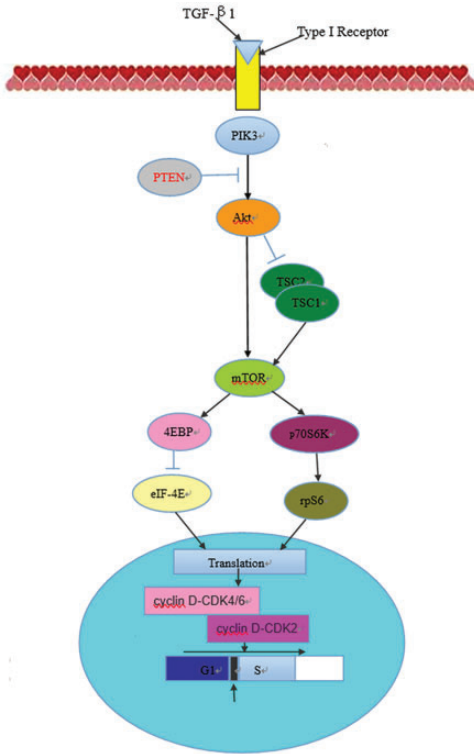 TGF-β1
Type I Receptor
PIK3
PTEN
Akt
TSC2
TSC1
mTOR
4EBP
p70S6K
eIF-4E
rpS6
Translation
cyclin D-CDK4/6
cyclin D-CDK2
G1
S